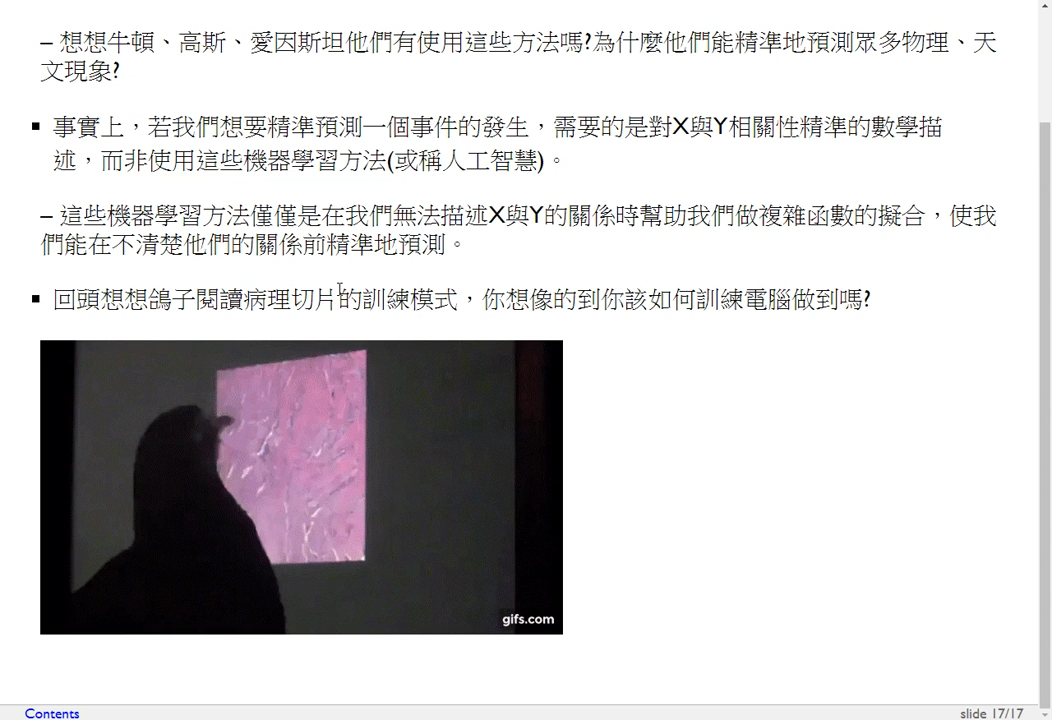 – 想想牛頓、高斯、愛因斯坦他們有使用這些方法嗎?為什麼他們能精準地預測眾多物理、天
文現象?
▪ 事實上，若我們想要精準預測一個事件的發生，需要的是對X與Y相關性精準的數學描
述，而非使用這些機器學習方法(或稱人工智慧)。
– 這些機器學習方法僅僅是在我們無法描述X與Y的關係時幫助我們做複雜函數的擬合，使我
們能在不清楚他們的關係前精準地預測。
▪ 回頭想想鴿子閱讀病理切片的訓練模式，你想像的到你該如何訓練電腦做到嗎?
gifs.com
Contents
slide 17/17